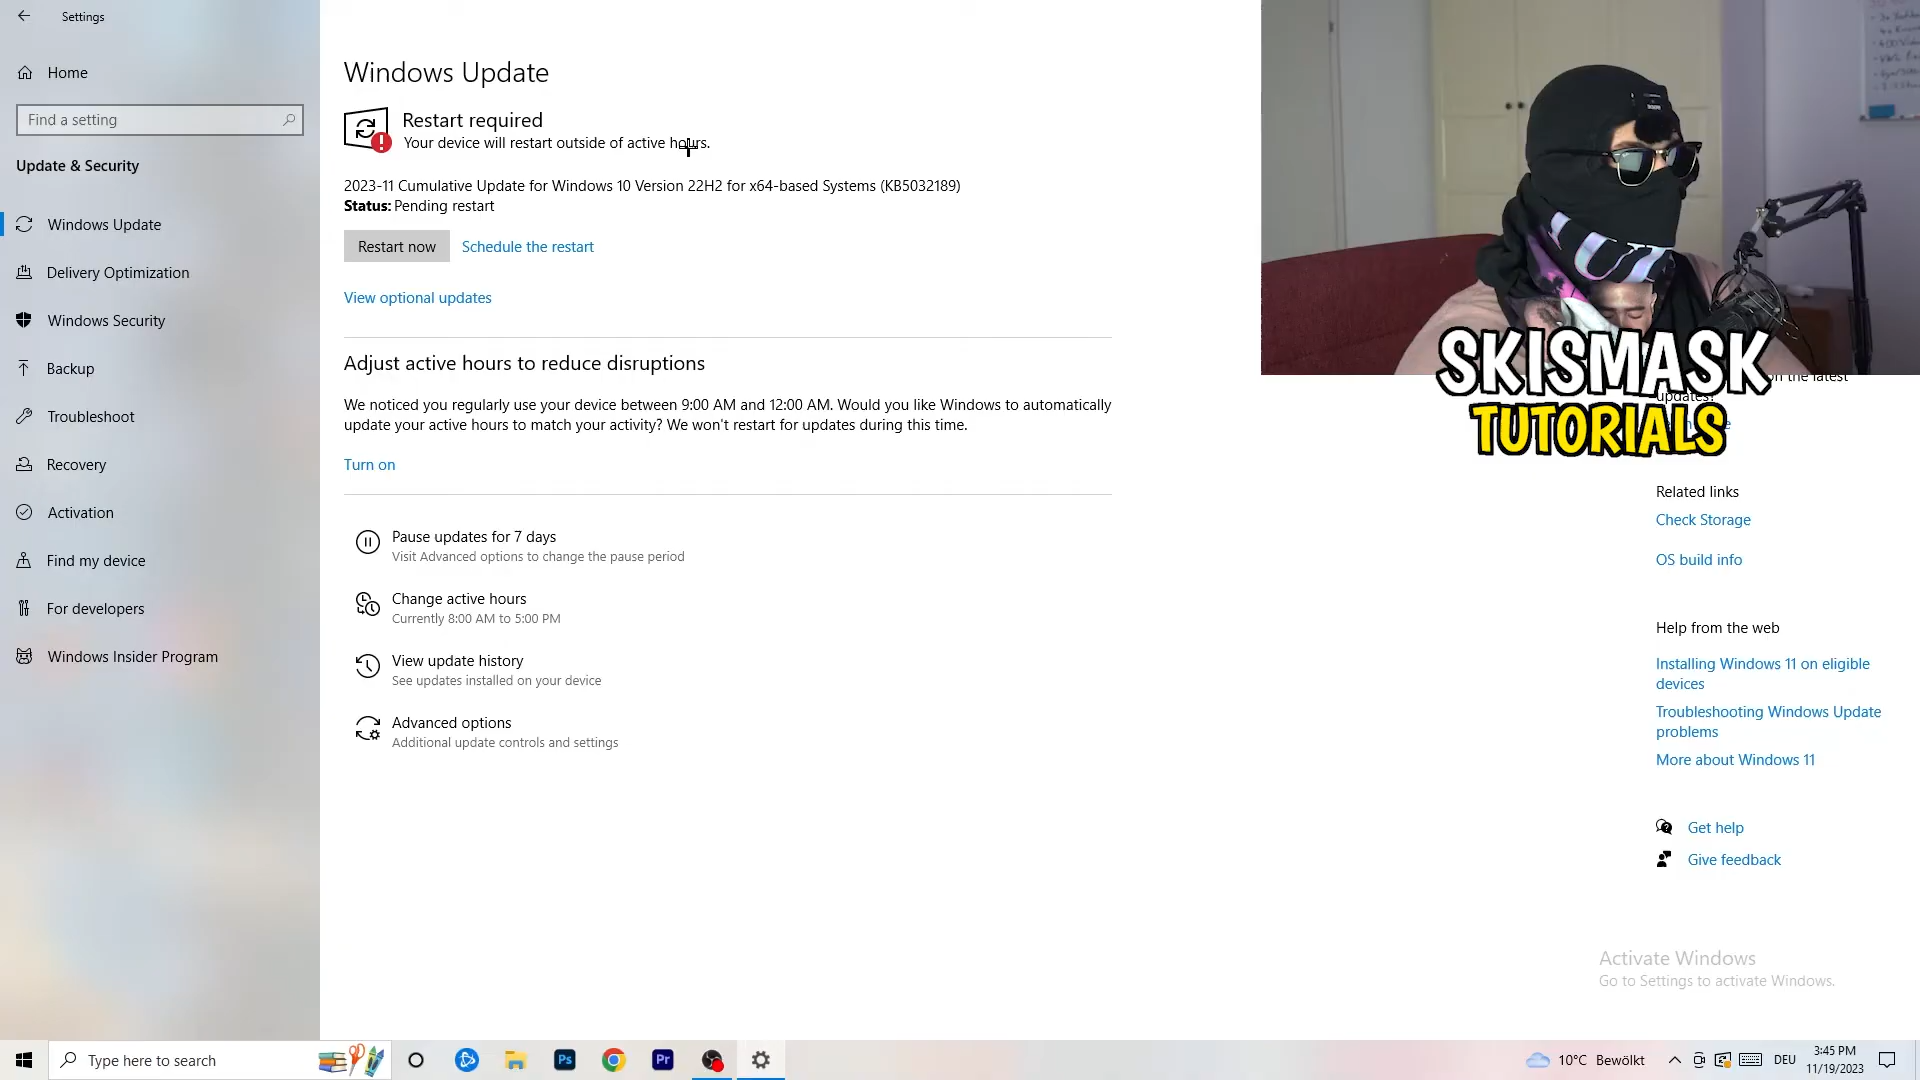 Settings
Home
Find a setting
Update & Security
Windows Update
Delivery Optimization
Windows Security
Backup
Troubleshoot
Recovery
Activation
Find my device
For developers
Windows Insider Program
Windows Update
Restart required
Your device will restart outside of active hours.
2023-11 Cumulative Update for Windows 10 Version 22H2 for x64-based Systems (KB5032189)
Status: Pending restart
Restart now
Schedule the restart
View optional updates
Adjust active hours to reduce disruptions
We noticed you regularly use your device between 9:00 AM and 12:00 AM. Would you like Windows to automatically
update your active hours to match your activity? We won't restart for updates during this time.
Turn on
Pause updates for 7 days
Visit Advanced options to change the pause period
Change active hours
Currently 8:00 AM to 5:00 PM
View update history
See updates installed on your device
Advanced options
Additional update controls and settings
SKISMASK
TUTORIALS
on the latest
updates?
Related links
Check Storage
OS build info
Help from the web
Installing Windows 11 on eligible
devices
Troubleshooting Windows Update
problems
More about Windows 11
Get help
Give feedback
Activate Windows
Go to Settings to activate Windows.
Type here to search
Ps
Pr
10°C Bewölkt
DEU
3:45 PM
11/19/2023